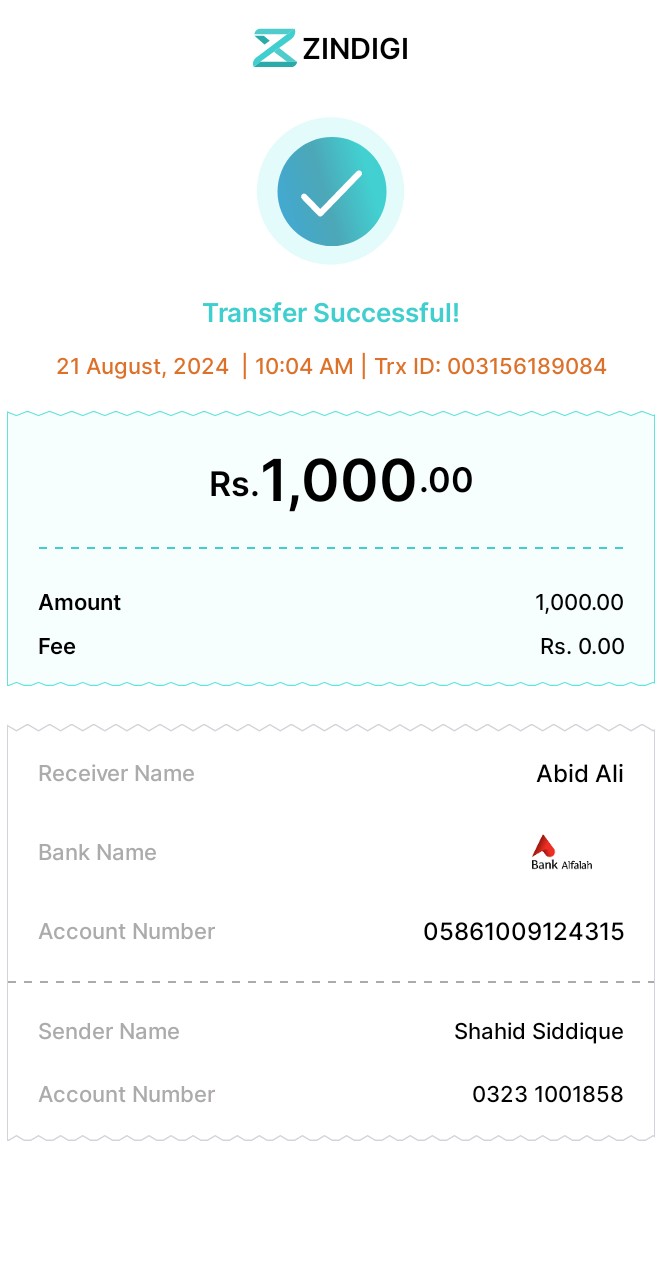 ZINDIGI
Transfer Successful!
21 August, 2024 | 10:04 AM | Trx ID: 003156189084
Rs.1,000.00
Amount 1,000.00
Fee Rs. 0.00
Receiver Name Abid Ali
Bank Name Bank Alfalah
Account Number 05861009124315
Sender Name Shahid Siddique
Account Number 0323 1001858